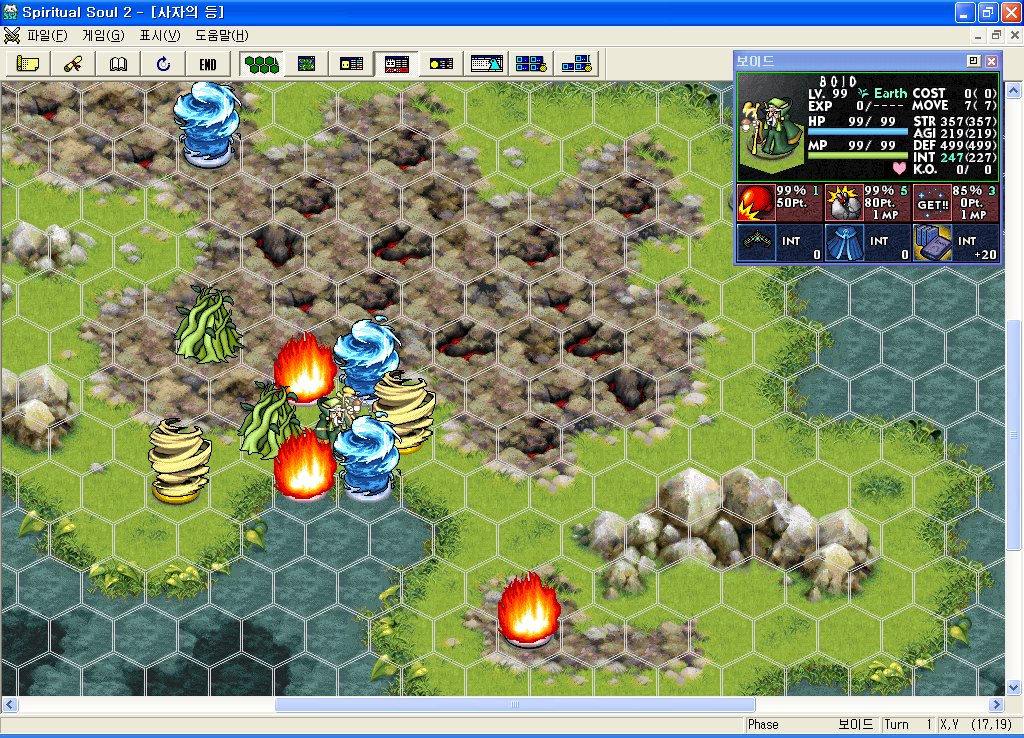 Spiritual Soul 2 - [사자의 등]
파일(F) 게임(G) 표시(V) 도움말(H)
END
보이드
BOID
LV. 99 Earth COST 0( 0)
EXP 0/---- MOVE 7( 7)
HP 99/ 99 STR 357(357)
AGI 219(219)
MP 99/ 99 DEF 499(499)
INT 247(227)
K.O. 0/ 0
99% 1 99% 5 85% 3
50Pt. 80Pt. GET!! 0Pt.
1 MP 1 MP
INT INT INT
0 0 +20
Phase 보이드 Turn 1 X,Y (17,19)